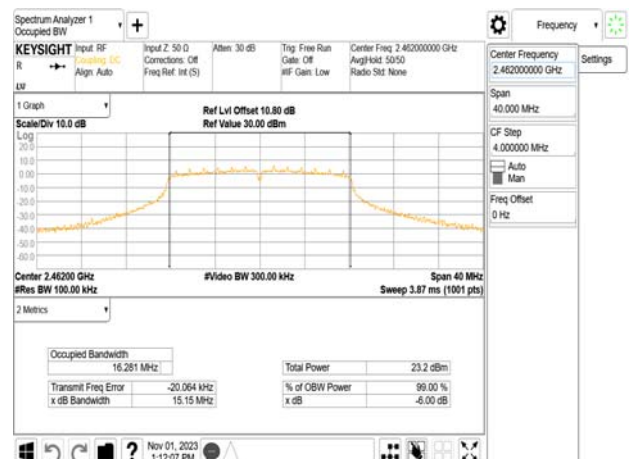 Spectrum Analyzer 1
Occupied BW
Frequency
KEYSIGHT
R
LVI
Input: RF
Coupling: DC
Align: Auto
Input Z: 50 Ω
Corrections: Off
Freq Ref: Int (S)
Atten: 30 dB
Trig: Free Run
Gate: Off
#IF Gain: Low
Center Freq: 2.462000000 GHz
Avg|Hold: 50/50
Radio Std: None
Center Frequency
2.462000000 GHz
Settings
Span
40.000 MHz
CF Step
4.000000 MHz
Auto
Man
Freq Offset
0 Hz
1 Graph
Scale/Div 10.0 dB
Ref Lvl Offset 10.80 dB
Ref Value 30.00 dBm
Log
20.0
10.0
0.00
-10.0
-20.0
-30.0
-40.0
-50.0
-60.0
Center 2.46200 GHz
#Res BW 100.00 kHz
#Video BW 300.00 kHz
Span 40 MHz
Sweep 3.87 ms (1001 pts)
2 Metrics
Occupied Bandwidth
16.281 MHz
Transmit Freq Error -20.064 kHz
x dB Bandwidth 15.15 MHz
Total Power 23.2 dBm
% of OBW Power 99.00 %
x dB -6.00 dB
?
Nov 01, 2023
1:12:07 PM